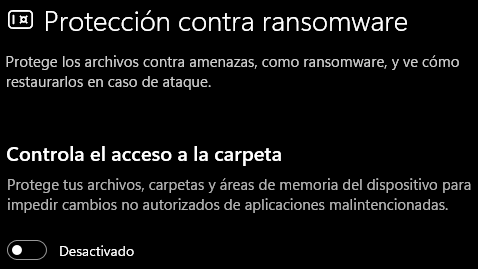 Protección contra ransomware
Protege los archivos contra amenazas, como ransomware, y ve cómo
restaurarlos en caso de ataque.
Controla el acceso a la carpeta
Protege tus archivos, carpetas y áreas de memoria del dispositivo para
impedir cambios no autorizados de aplicaciones malintencionadas.
Desactivado